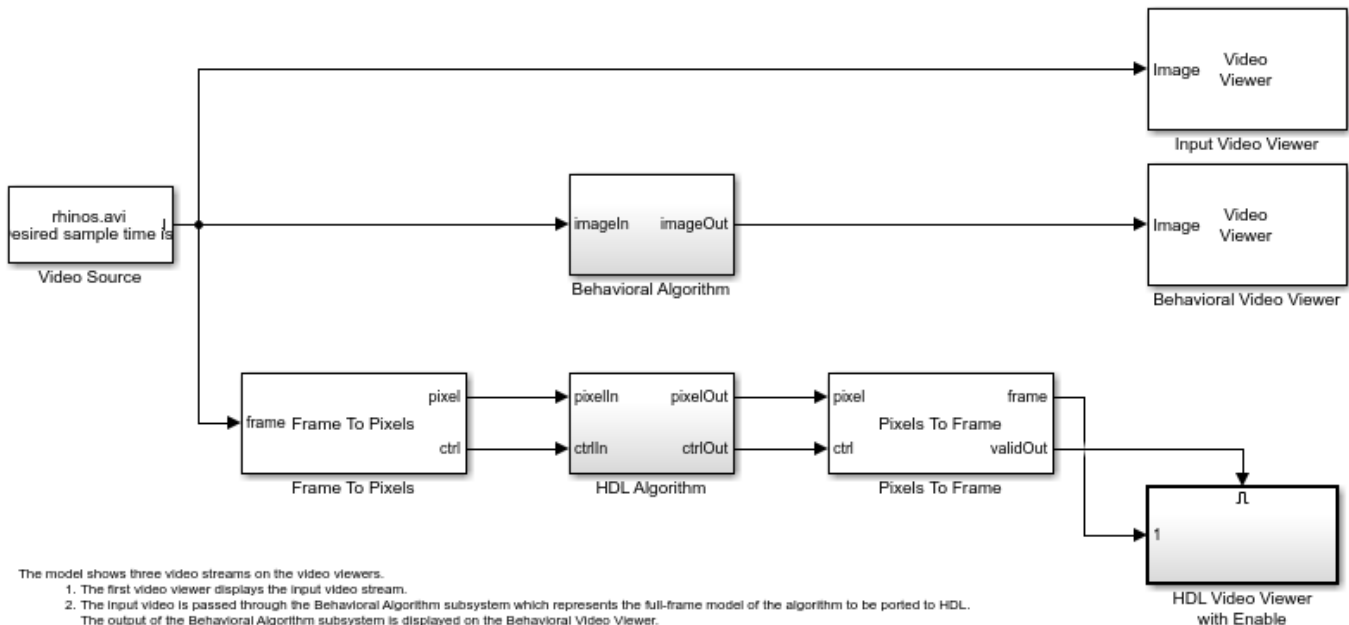 Video
Image
Viewer
Input Video Viewer
rhinos.avi
esired sample time is
Video Source
imageIn imageOut
Behavioral Algorithm
Video
Image
Viewer
Behavioral Video Viewer
pixel
frame Frame To Pixels
ctrl
Frame To Pixels
pixelIn pixelOut
ctrlIn ctrlOut
HDL Algorithm
pixel frame
Pixels To Frame
ctrl validOut
Pixels To Frame
1
HDL Video Viewer
with Enable
The model shows three video streams on the video viewers.
1. The first video viewer displays the input video stream.
2. The input video is passed through the Behavioral Algorithm subsystem which represents the full-frame model of the algorithm to be ported to HDL.
The output of the Behavioral Algorithm subsystem is displayed on the Behavioral Video Viewer.